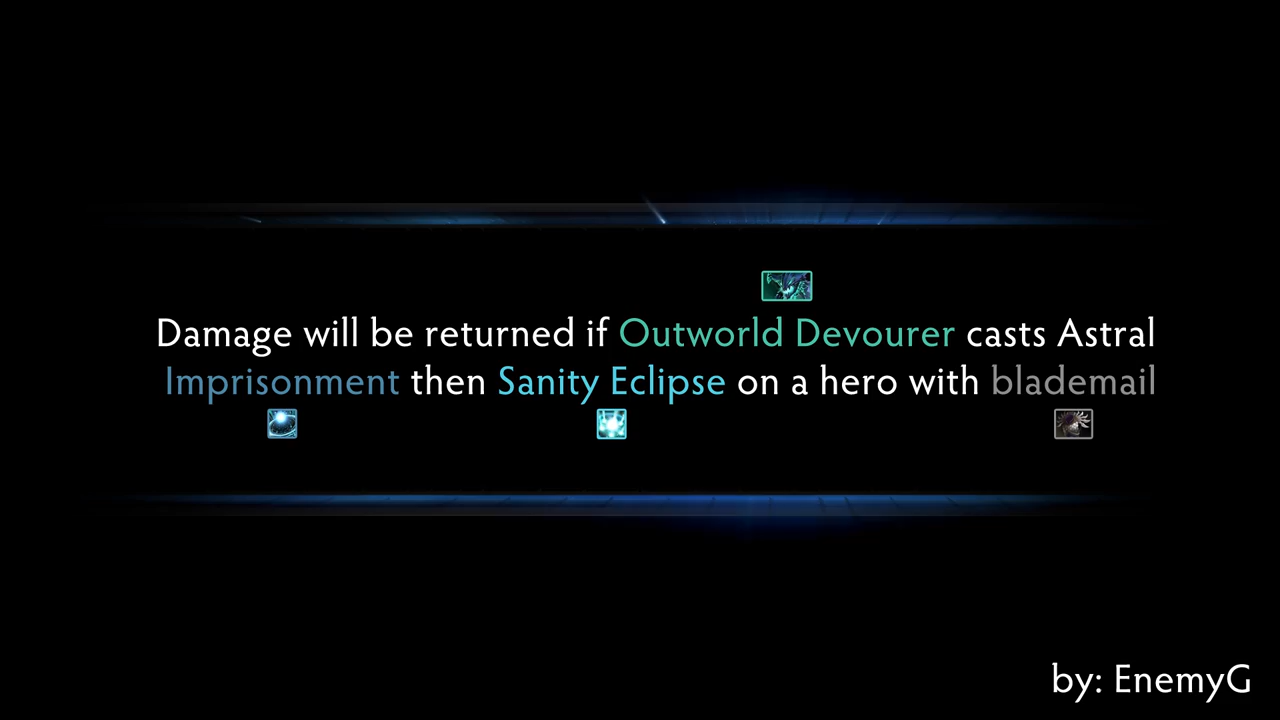 Damage will be returned if Outworld Devourer casts Astral
Imprisonment then Sanity Eclipse on a hero with blademail
by: EnemyG